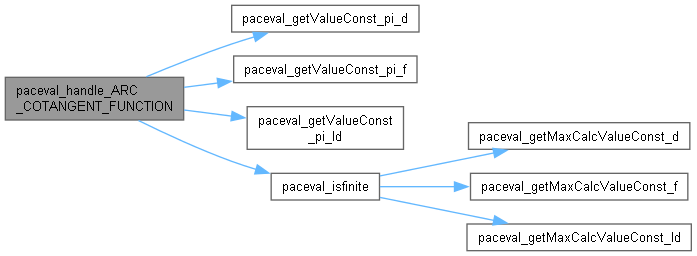 paceval_getValueConst_pi_d
paceval_getValueConst_pi_f
paceval_handle_ARC
_COTANGENT_FUNCTION
paceval_getValueConst
_pi_ld
paceval_getMaxCalcValueConst_d
paceval_isfinite
paceval_getMaxCalcValueConst_f
paceval_getMaxCalcValueConst_ld